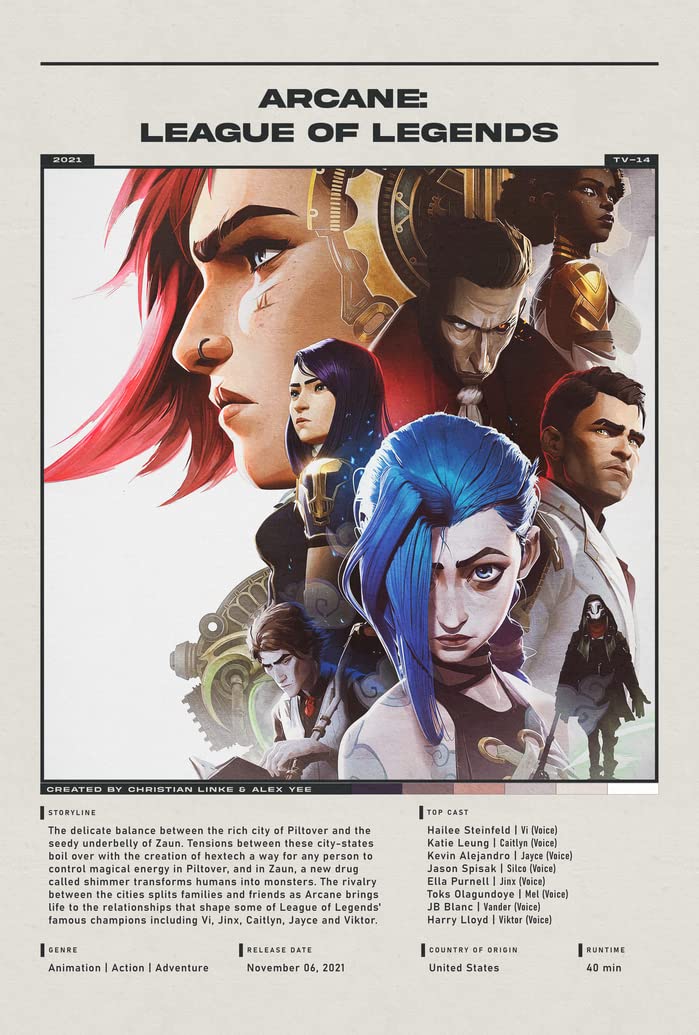 ARCANE:
LEAGUE OF LEGENDS
2021
TV-14
CREATED BY CHRISTIAN LINKE & ALEX YEE
STORYLINE
The delicate balance between the rich city of Piltover and the
seedy underbelly of Zaun. Tensions between these city-states
boil over with the creation of hextech a way for any person to
control magical energy in Piltover, and in Zaun, a new drug
called shimmer transforms humans into monsters. The rivalry
between the cities splits families and friends as Arcane brings
life to the relationships that shape some of League of Legends'
famous champions including Vi, Jinx, Caitlyn, Jayce and Viktor.
TOP CAST
Hailee Steinfeld | Vi (Voice)
Katie Leung | Caitlyn (Voice)
Kevin Alejandro | Jayce (Voice)
Jason Spisak | Silco (Voice)
Ella Purnell | Jinx (Voice)
Toks Olagundoye | Mel (Voice)
JB Blanc | Vander (Voice)
Harry Lloyd | Viktor (Voice)
GENRE
Animation | Action | Adventure
RELEASE DATE
November 06, 2021
COUNTRY OF ORIGIN
United States
RUNTIME
40 min